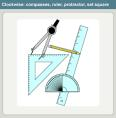 Clockwise: compasses, ruler, protractor, set square